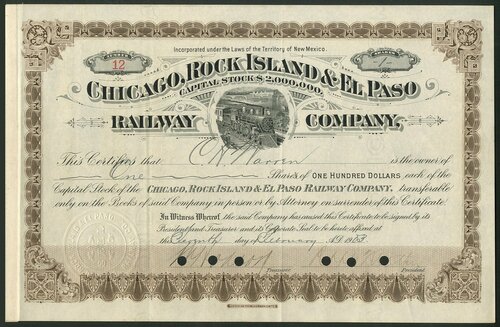 Incorporated under the Laws of the Territory of New Mexico.
NUMBER
12
1
CHICAGO, ROCK ISLAND & EL PASO
CAPITAL STOCK $2,000,000.
RAILWAY COMPANY,
This Certifies that C N Warren is the owner of
One Shares of ONE HUNDRED DOLLARS each of the
Capital Stock of the CHICAGO, ROCK ISLAND & EL PASO RAILWAY COMPANY, transferable
only on the Books of said Company in person or by Attorney on surrender of this Certificate.
In Witness Whereof the said Company has caused this Certificate to be signed by its
President and Treasurer and its Corporate Seal to be hereto affixed at
this day of February A.D. 1903
Treasurer President